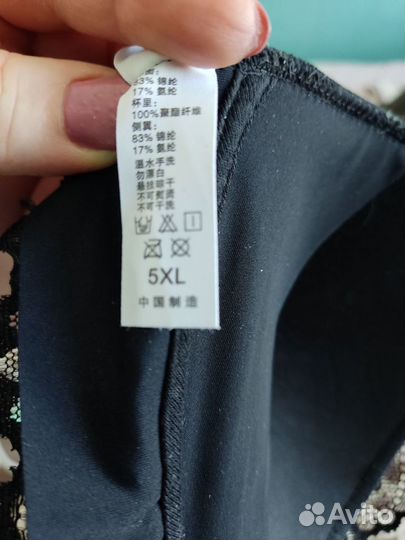 83% 锦纶
17% 氨纶
杯里:
100%聚酯纤维
侧翼:
83% 锦纶
17% 氨纶
温水手洗
勿漂白
悬挂晾干
不可熨烫
不可干洗
5XL
中国制造
Avito